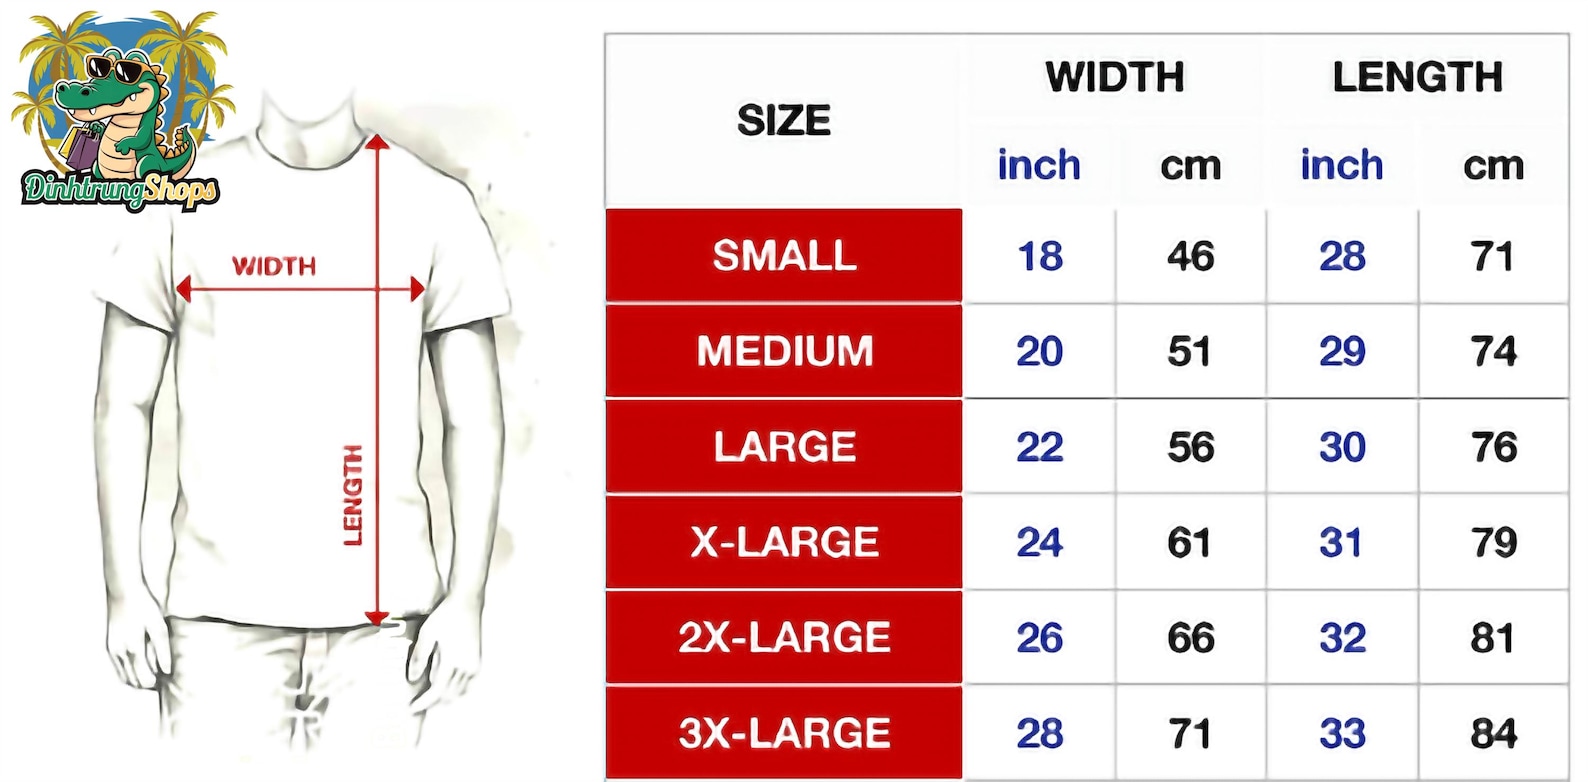 DinhtrungShops
WIDTH
LENGTH
SIZE WIDTH LENGTH
inch cm inch cm
SMALL 18 46 28 71
MEDIUM 20 51 29 74
LARGE 22 56 30 76
X-LARGE 24 61 31 79
2X-LARGE 26 66 32 81
3X-LARGE 28 71 33 84